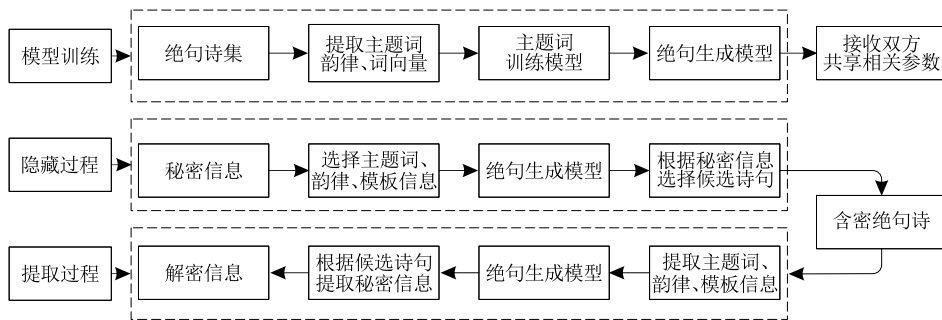 模型训练
绝句诗集
提取主题词
韵律、词向量
主题词
训练模型
绝句生成模型
接收双方
共享相关参数
隐藏过程
秘密信息
选择主题词、
韵律、模板信息
绝句生成模型
根据秘密信息
选择候选诗句
含密绝句诗
提取过程
解密信息
根据候选诗句
提取秘密信息
绝句生成模型
提取主题词、
韵律、模板信息